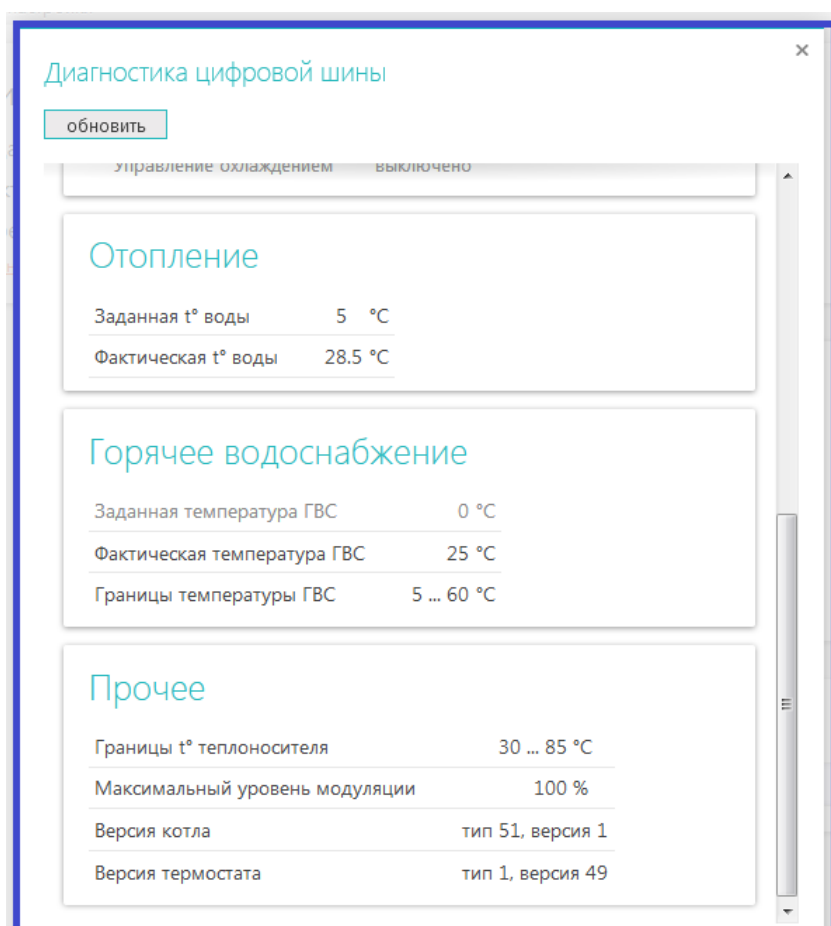 Диагностика цифровой шины
обновить
Управление охлаждением выключено
Отопление
Заданная t° воды 5 °C
Фактическая t° воды 28.5 °C
Горячее водоснабжение
Заданная температура ГВС 0 °C
Фактическая температура ГВС 25 °C
Границы температуры ГВС 5 ... 60 °C
Прочее
Границы t° теплоносителя 30 ... 85 °C
Максимальный уровень модуляции 100 %
Версия котла тип 51, версия 1
Версия термостата тип 1, версия 49